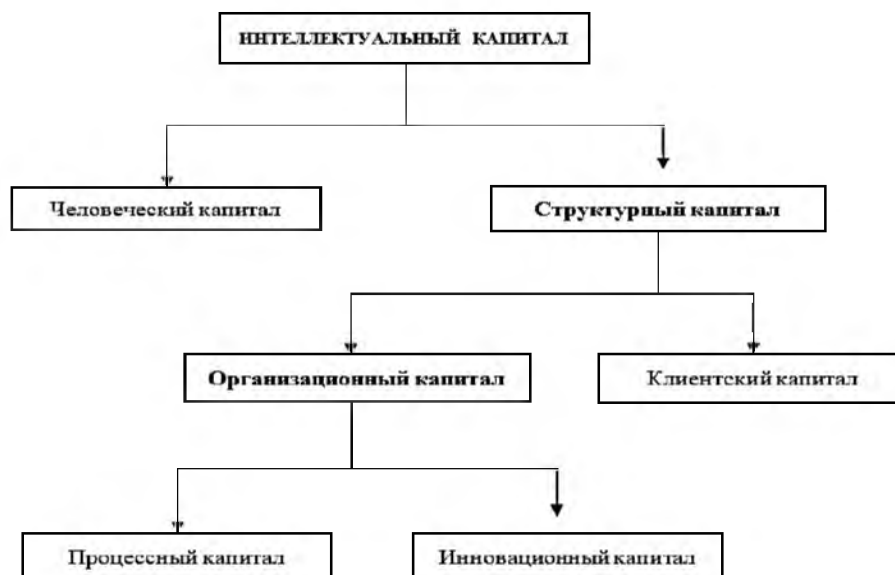 ИНТЕЛЛЕКТУАЛЬНЫЙ КАПИТАЛ
Человеческий капитал
Структурный капитал
Организационный капитал
Клиентский капитал
Процессный капитал
Инновационный капитал